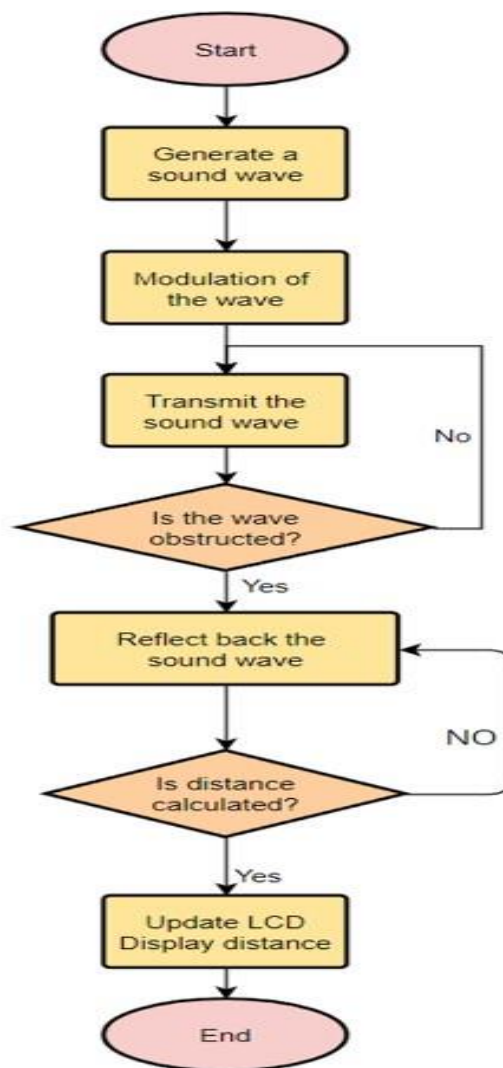 Start
Generate a
sound wave
Modulation of
the wave
Transmit the
sound wave
No
Is the wave
obstructed?
Yes
Reflect back the
sound wave
NO
Is distance
calculated?
Yes
Update LCD
Display distance
End